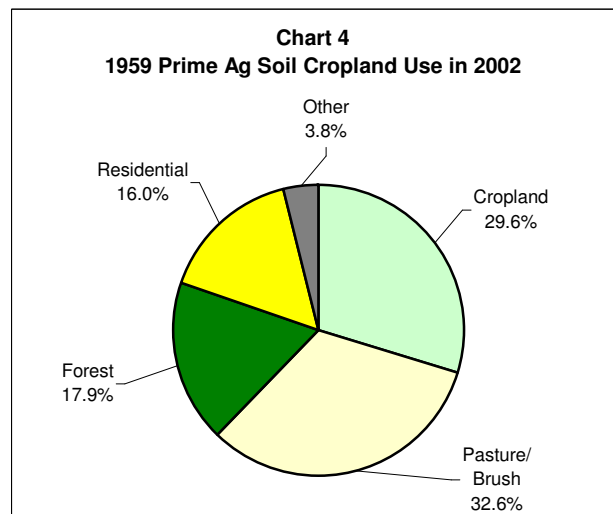 Chart 4
1959 Prime Ag Soil Cropland Use in 2002
Other
3.8%
Residential
16.0%
Cropland
29.6%
Forest
17.9%
Pasture/
Brush
32.6%